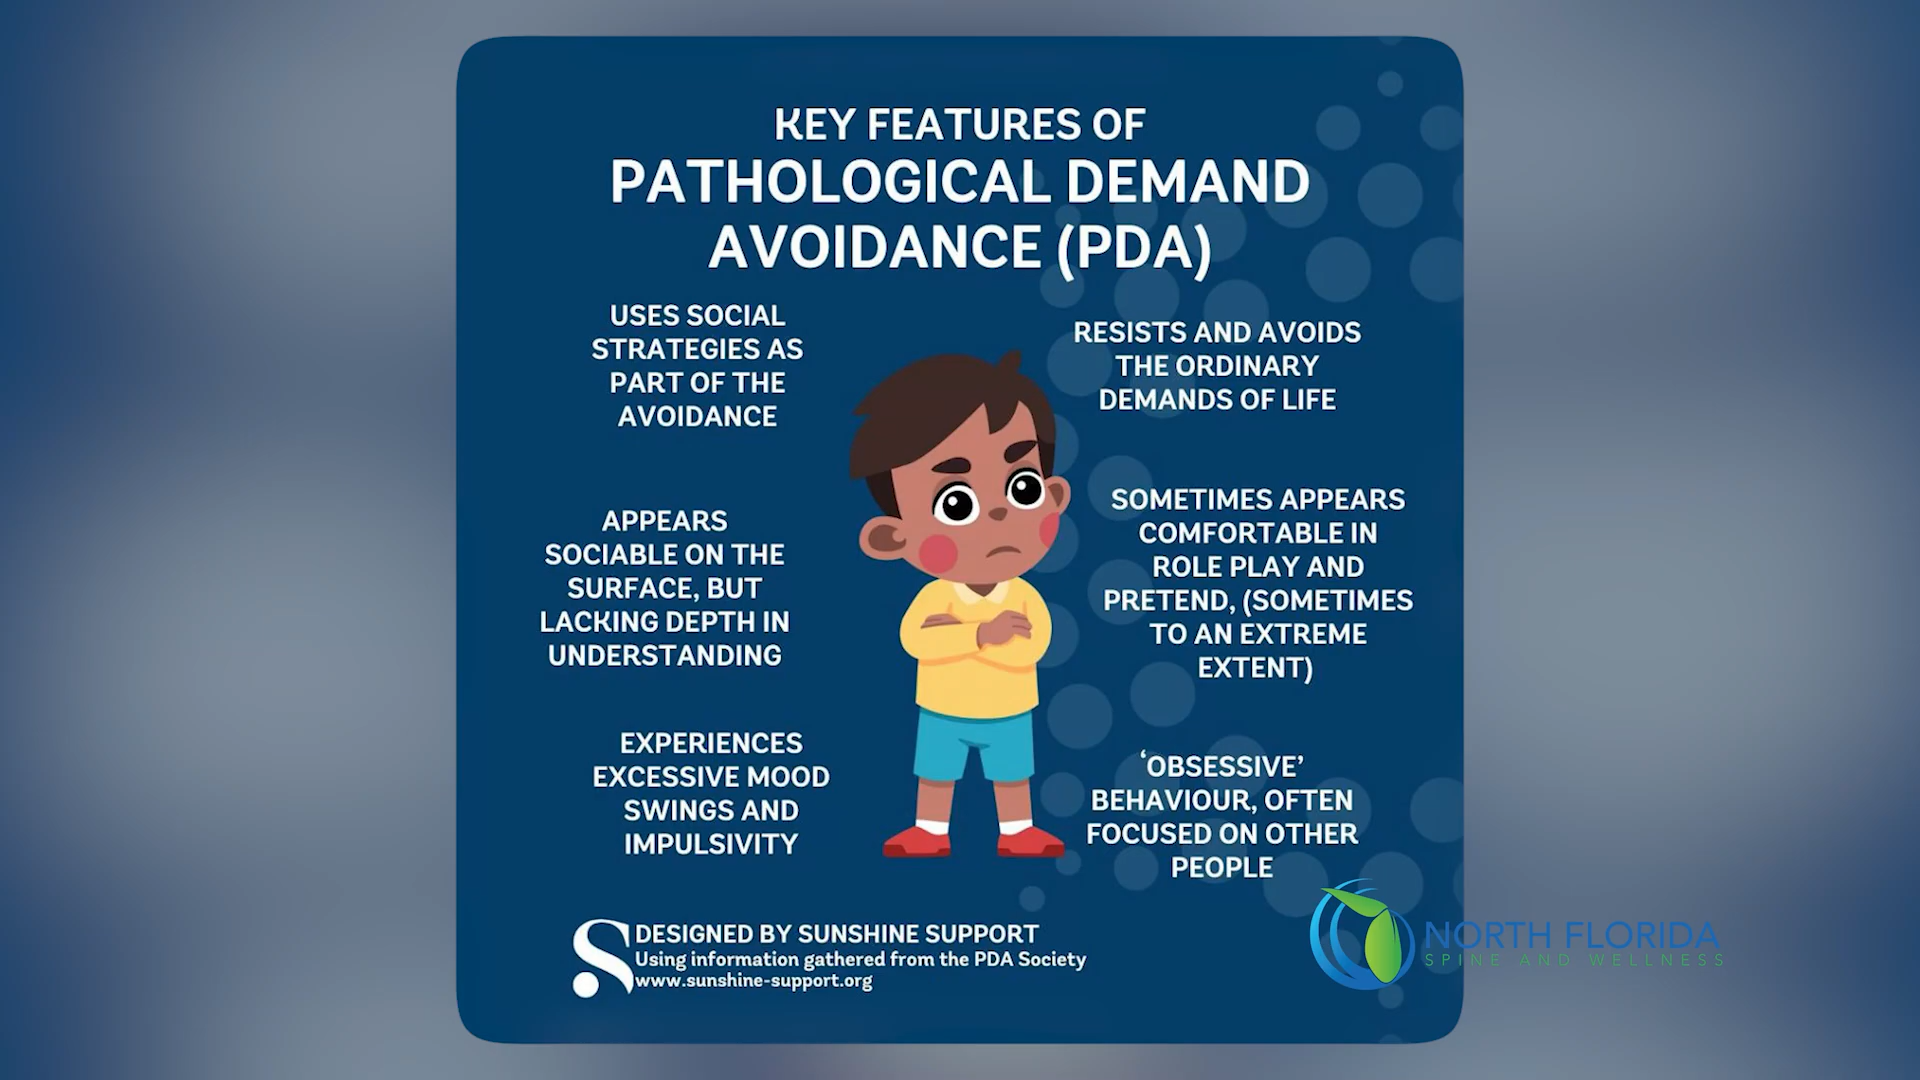 KEY FEATURES OF
PATHOLOGICAL DEMAND
AVOIDANCE (PDA)
USES SOCIAL
STRATEGIES AS
PART OF THE
AVOIDANCE
RESISTS AND AVOIDS
THE ORDINARY
DEMANDS OF LIFE
APPEARS
SOCIABLE ON THE
SURFACE, BUT
LACKING DEPTH IN
UNDERSTANDING
SOMETIMES APPEARS
COMFORTABLE IN
ROLE PLAY AND
PRETEND, (SOMETIMES
TO AN EXTREME
EXTENT)
EXPERIENCES
EXCESSIVE MOOD
SWINGS AND
IMPULSIVITY
‘OBSESSIVE’
BEHAVIOUR, OFTEN
FOCUSED ON OTHER
PEOPLE
DESIGNED BY SUNSHINE SUPPORT
Using information gathered from the PDA Society
www.sunshine-support.org
NORTH FLORIDA
SPINE AND WELLNESS